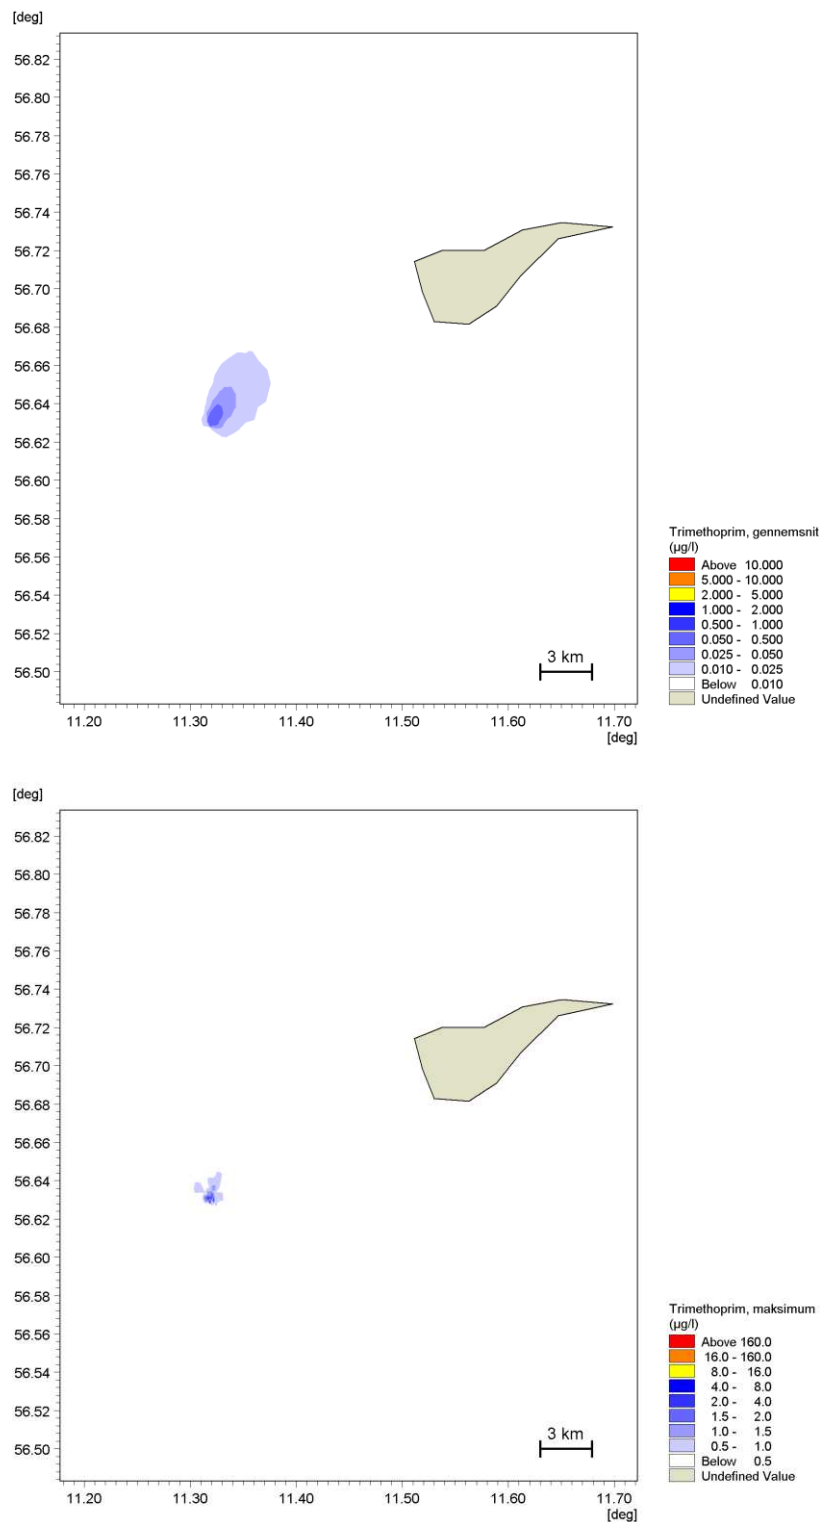 [deg]
56.82
56.80
56.78
56.76
56.74
56.72
56.70
56.68
56.66
56.64
56.62
56.60
56.58
56.56
56.54
56.52
56.50
3 km
11.20 11.30 11.40 11.50 11.60 11.70
[deg]
Trimethoprim, gennemsnit
(µg/l)
Above 10.000
5.000 - 10.000
2.000 - 5.000
1.000 - 2.000
0.500 - 1.000
0.050 - 0.500
0.025 - 0.050
0.010 - 0.025
Below 0.010
Undefined Value
[deg]
56.82
56.80
56.78
56.76
56.74
56.72
56.70
56.68
56.66
56.64
56.62
56.60
56.58
56.56
56.54
56.52
56.50
3 km
11.20 11.30 11.40 11.50 11.60 11.70
[deg]
Trimethoprim, maksimum
(µg/l)
Above 160.0
16.0 - 160.0
8.0 - 16.0
4.0 - 8.0
2.0 - 4.0
1.5 - 2.0
1.0 - 1.5
0.5 - 1.0
Below 0.5
Undefined Value